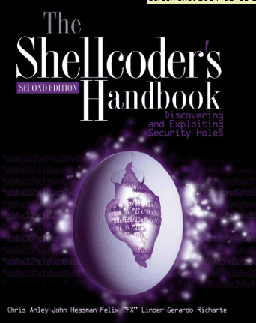 The
Shellcoder's
SECOND EDITION
Handbook
Discovering
and Exploiting
Security Holes
Chris Anley John Heasman Felix "FX" Linder Gerardo Richarte